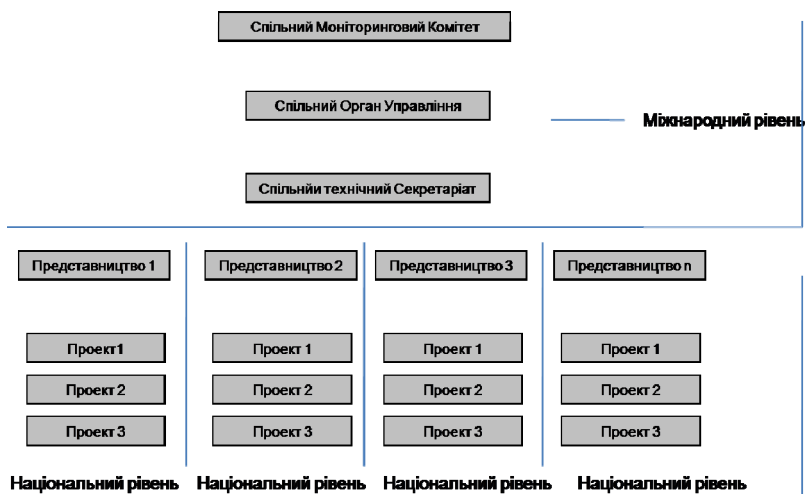 Спільний Моніторинговий Комітет
Спільний Орган Управління
Міжнародний рівень
Спільнйи технічний Секретаріат
Представництво 1
Представництво 2
Представництво 3
Представництво n
Проект1
Проект 1
Проект 1
Проект 1
Проект 2
Проект 2
Проект 2
Проект 2
Проект 3
Проект 3
Проект 3
Проект 3
Національний рівень
Національний рівень
Національний рівень
Національний рівень